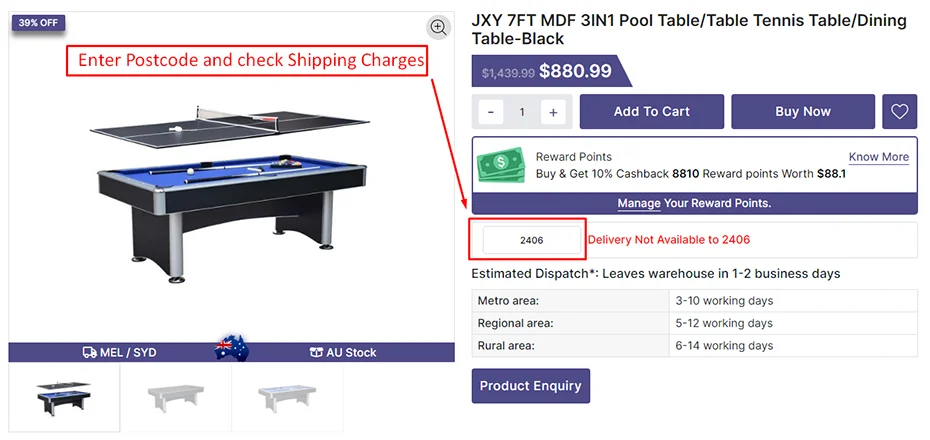 39% OFF
Enter Postcode and check Shipping Charges
MEL / SYD
AU Stock
JXY 7FT MDF 3IN1 Pool Table/Table Tennis Table/Dining
Table-Black
$1,439.99 $880.99
- 1 +
Add To Cart
Buy Now
Reward Points
Know More
Buy & Get 10% Cashback 8810 Reward points Worth $88.1
Manage Your Reward Points.
2406
Delivery Not Available to 2406
Estimated Dispatch*: Leaves warehouse in 1-2 business days
Metro area: 3-10 working days
Regional area: 5-12 working days
Rural area: 6-14 working days
Product Enquiry